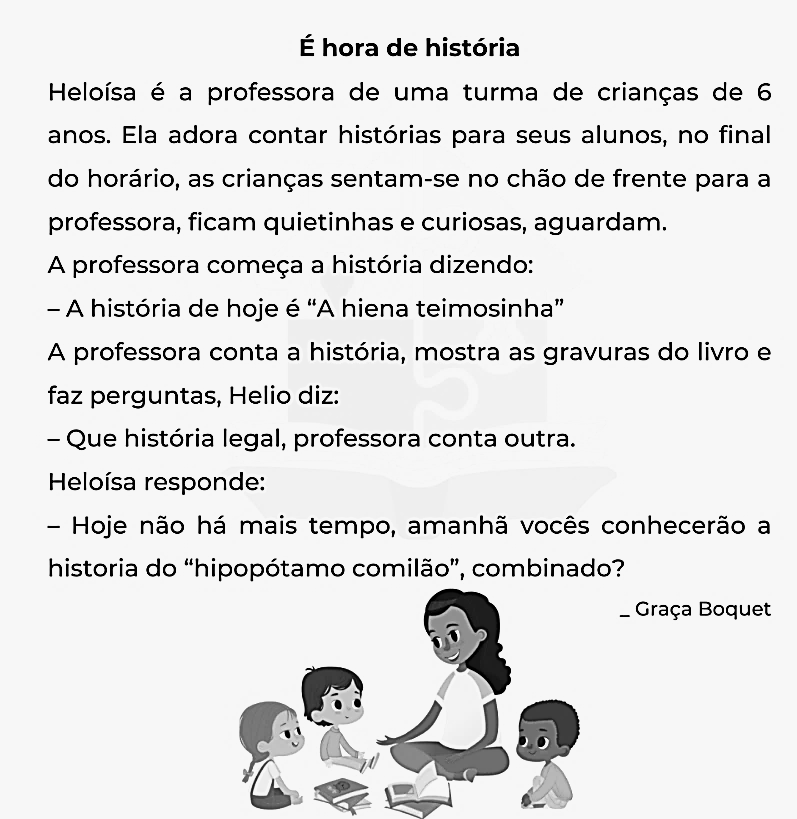 É hora de história
Heloísa é a professora de uma turma de crianças de 6
anos. Ela adora contar histórias para seus alunos, no final
do horário, as crianças sentam-se no chão de frente para a
professora, ficam quietinhas e curiosas, aguardam.
A professora começa a história dizendo:
– A história de hoje é “A hiena teimosinha”
A professora conta a história, mostra as gravuras do livro e
faz perguntas, Helio diz:
– Que história legal, professora conta outra.
Heloísa responde:
– Hoje não há mais tempo, amanhã vocês conhecerão a
historia do “hipopótamo comilão”, combinado?
_ Graça Boquet